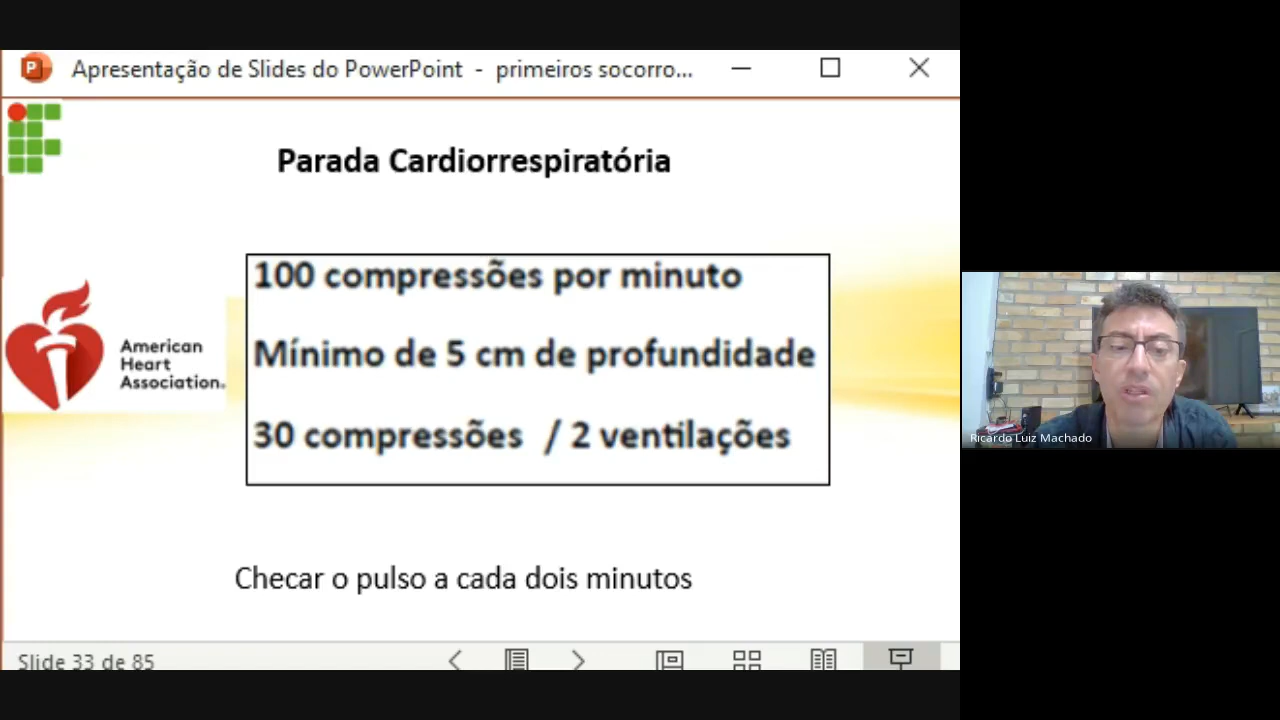 Apresentação de Slides do PowerPoint - primeiros socorro...
Parada Cardiorrespiratória
100 compressões por minuto
Mínimo de 5 cm de profundidade
30 compressões / 2 ventilações
American
Heart
Association.
Checar o pulso a cada dois minutos
Slide 33 de 85
Ricardo Luiz Machado